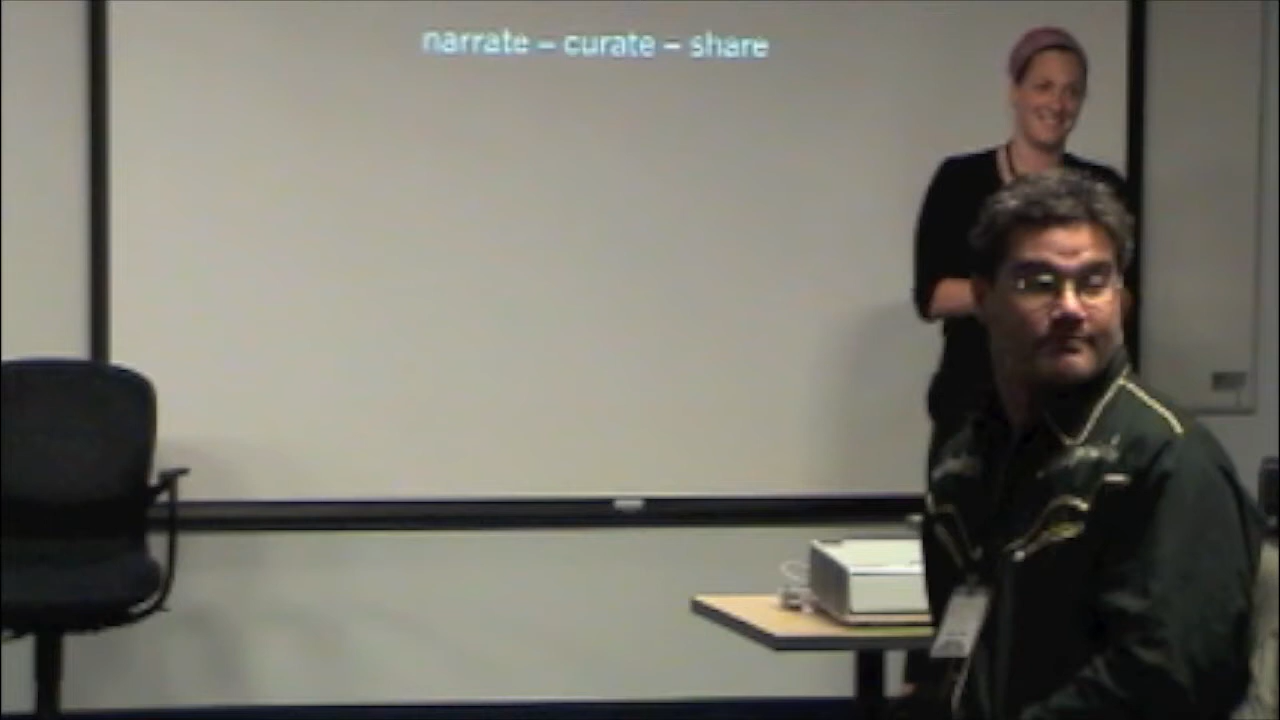 narrate – curate – share